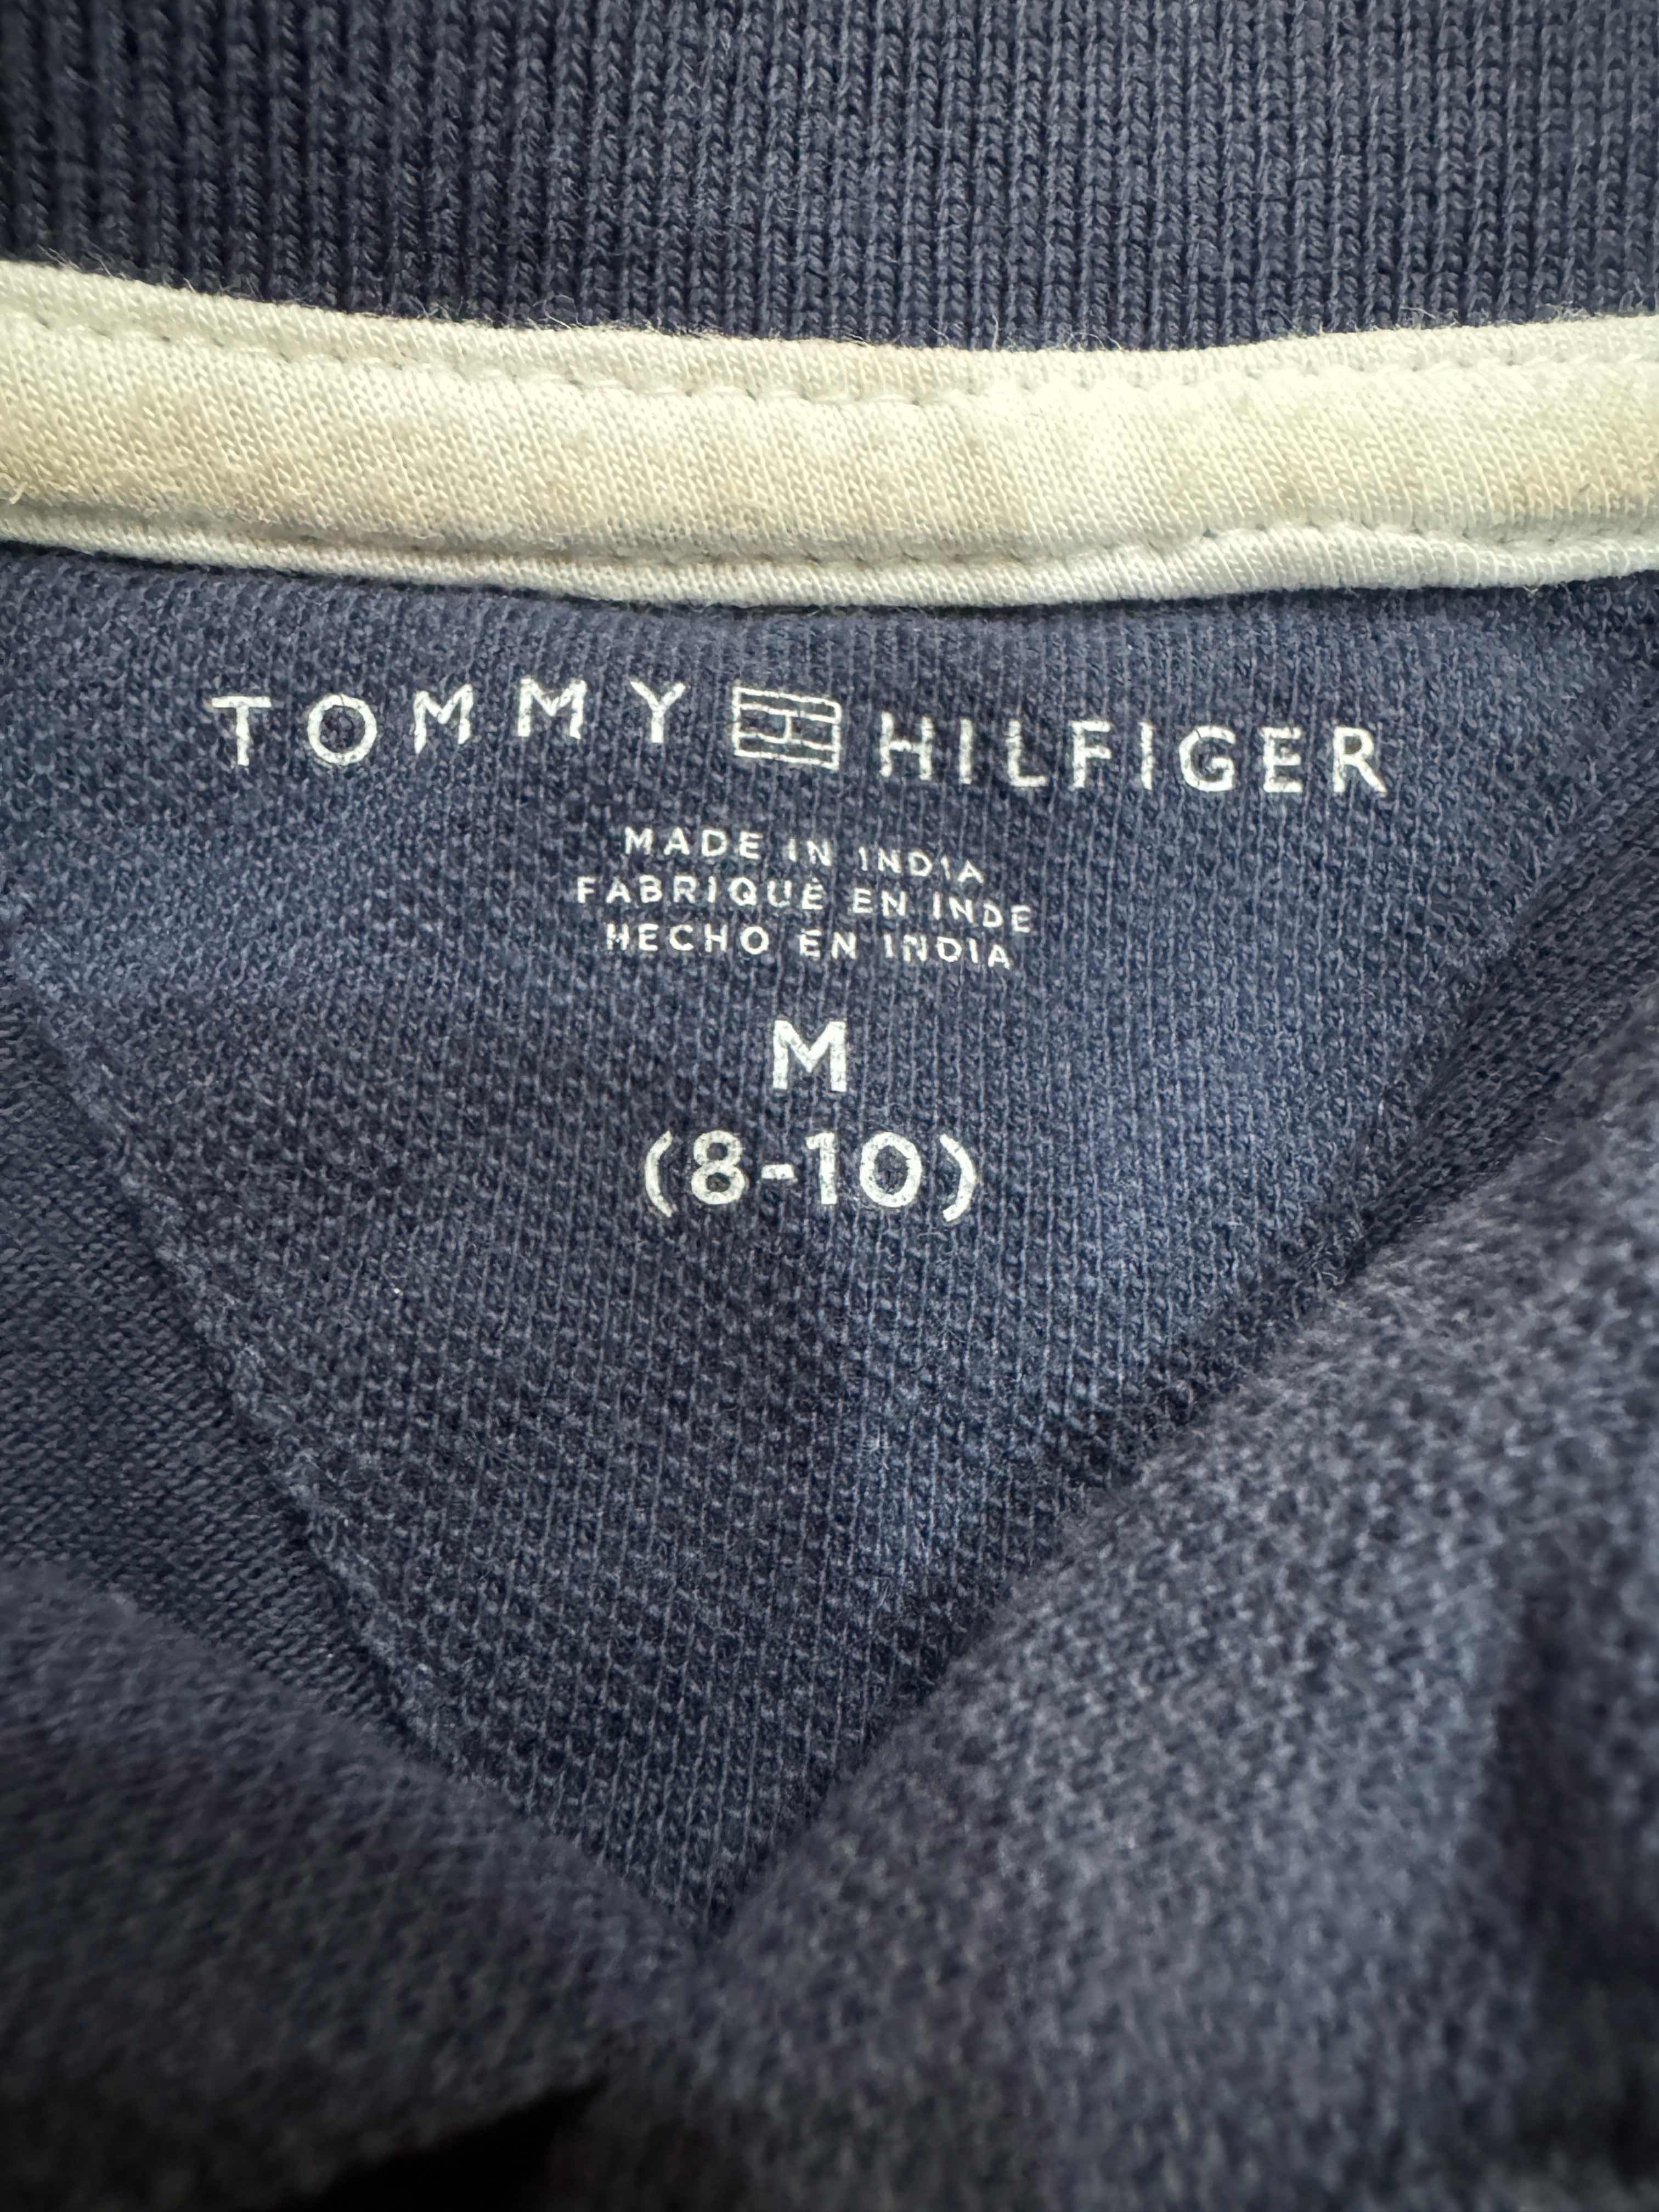 TOMMY HILFIGER
MADE IN INDIA
FABRIQUÉ EN INDE
HECHO EN INDIA
M
(8-10)